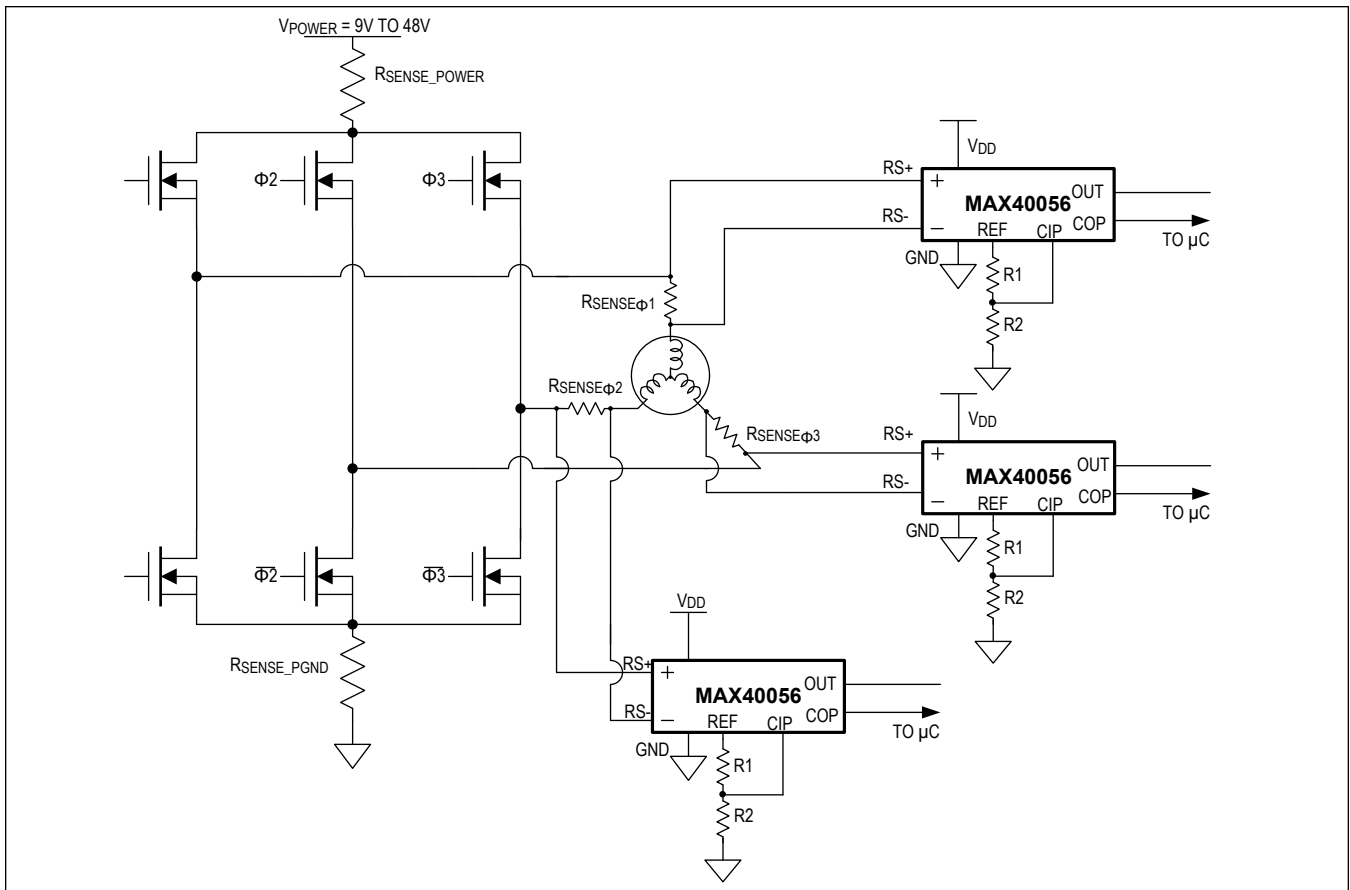 VPOWER = 9V TO 48V
RSENSE_POWER
Φ2
Φ3
RSENSEΦ1
RSENSEΦ2
RSENSEΦ3
Φ̅2̅
Φ̅3̅
RSENSE_PGND
VDD
RS+
RS-
+
−
MAX40056
OUT
COP
REF
CIP
GND
TO µC
R1
R2
VDD
RS+
RS-
+
−
MAX40056
OUT
COP
REF
CIP
GND
TO µC
R1
R2
VDD
RS+
RS-
+
−
MAX40056
OUT
COP
REF
CIP
GND
TO µC
R1
R2